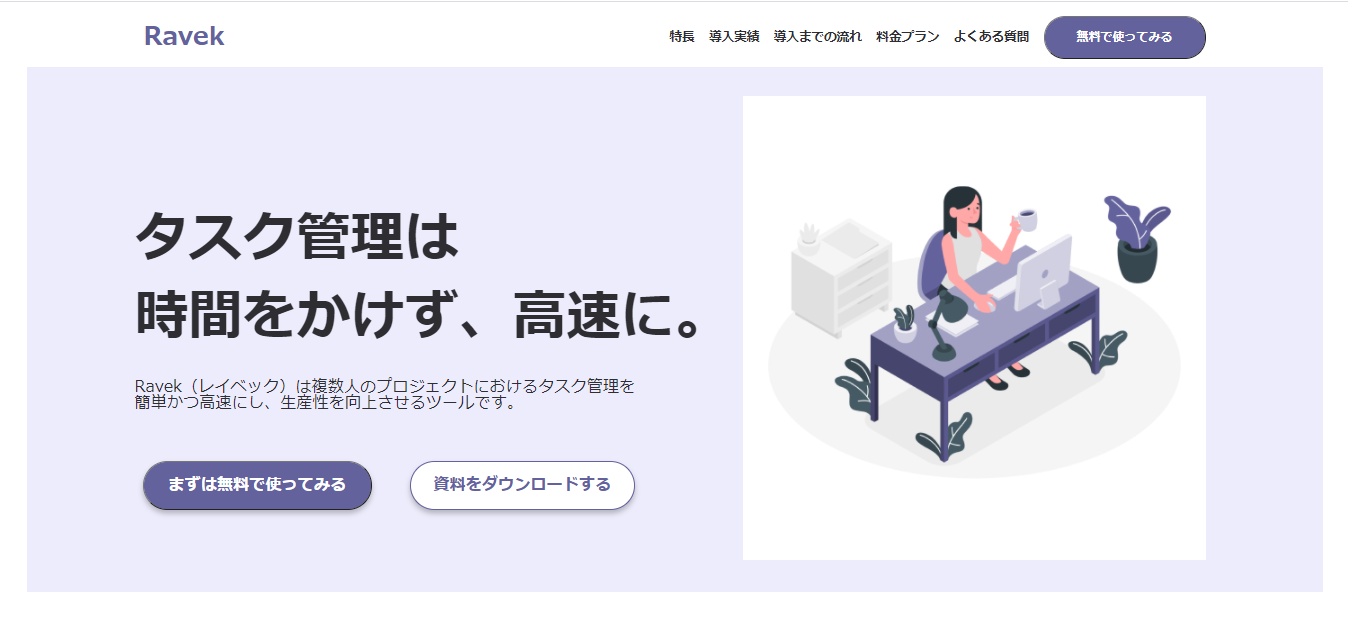 Ravek
特長 導入実績 導入までの流れ 料金プラン よくある質問 無料で使ってみる
タスク管理は
時間をかけず、高速に。
Ravek（レイベック）は複数人のプロジェクトにおけるタスク管理を
簡単かつ高速にし、生産性を向上させるツールです。
まずは無料で使ってみる 資料をダウンロードする